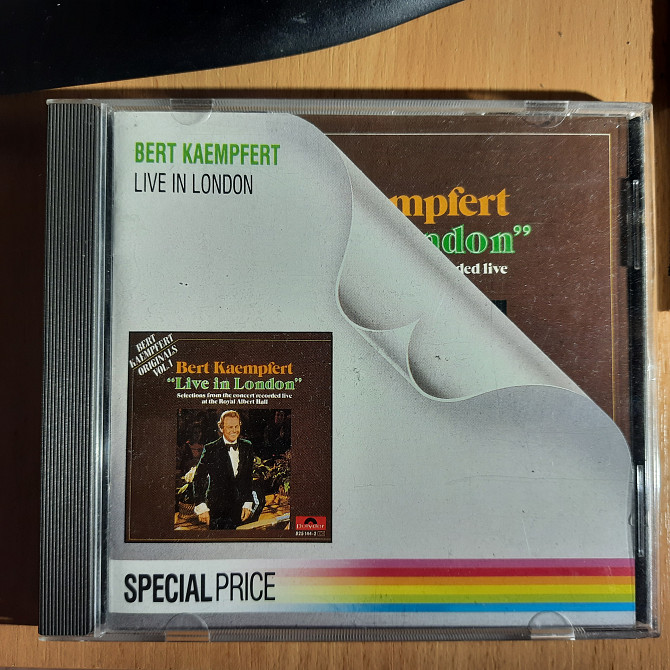 BERT KAEMPFERT
LIVE IN LONDON
mpfert
ndon”
ded live
BERT
KAEMPFERT
ORIGINALS
VOL.1
Bert Kaempfert
“Live in London”
Selections from the concert recorded live
at the Royal Albert Hall
Polydor
SPECIAL PRICE